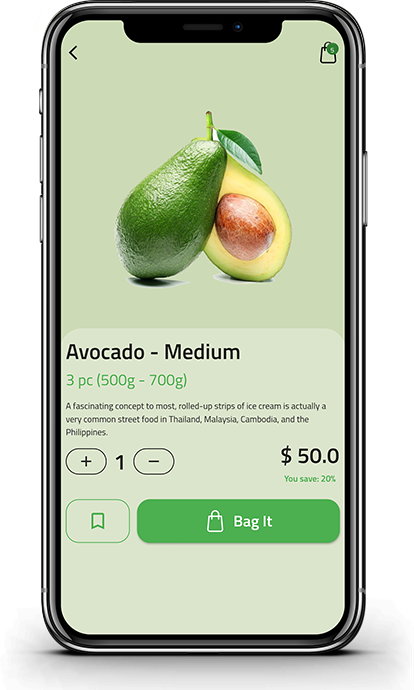 5
Avocado - Medium
3 pc (500g - 700g)
A fascinating concept to most, rolled-up strips of ice cream is actually a
very common street food in Thailand, Malaysia, Cambodia, and the
Philippines.
+ 1 − $ 50.0
You save: 20%
Bag It